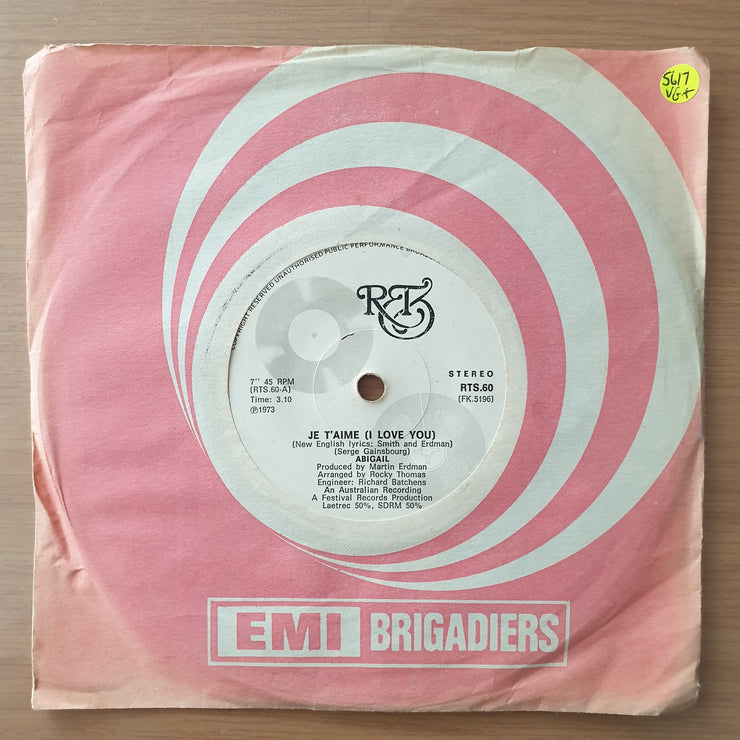 5617
VG+
COPYRIGHT RESERVED UNAUTHORISED PUBLIC PERFORMANCE BROADCA
RTS
STEREO
7'' 45 RPM
(RTS.60-A)
Time: 3.10
℗1973
RTS.60
(FK.5196)
JE T'AIME (I LOVE YOU)
(New English lyrics: Smith and Erdman)
(Serge Gainsbourg)
ABIGAIL
Produced by Martin Erdman
Arranged by Rocky Thomas
Engineer: Richard Batchens
An Australian Recording
A Festival Records Production
Laetrec 50%, SDRM 50%
EMI BRIGADIERS